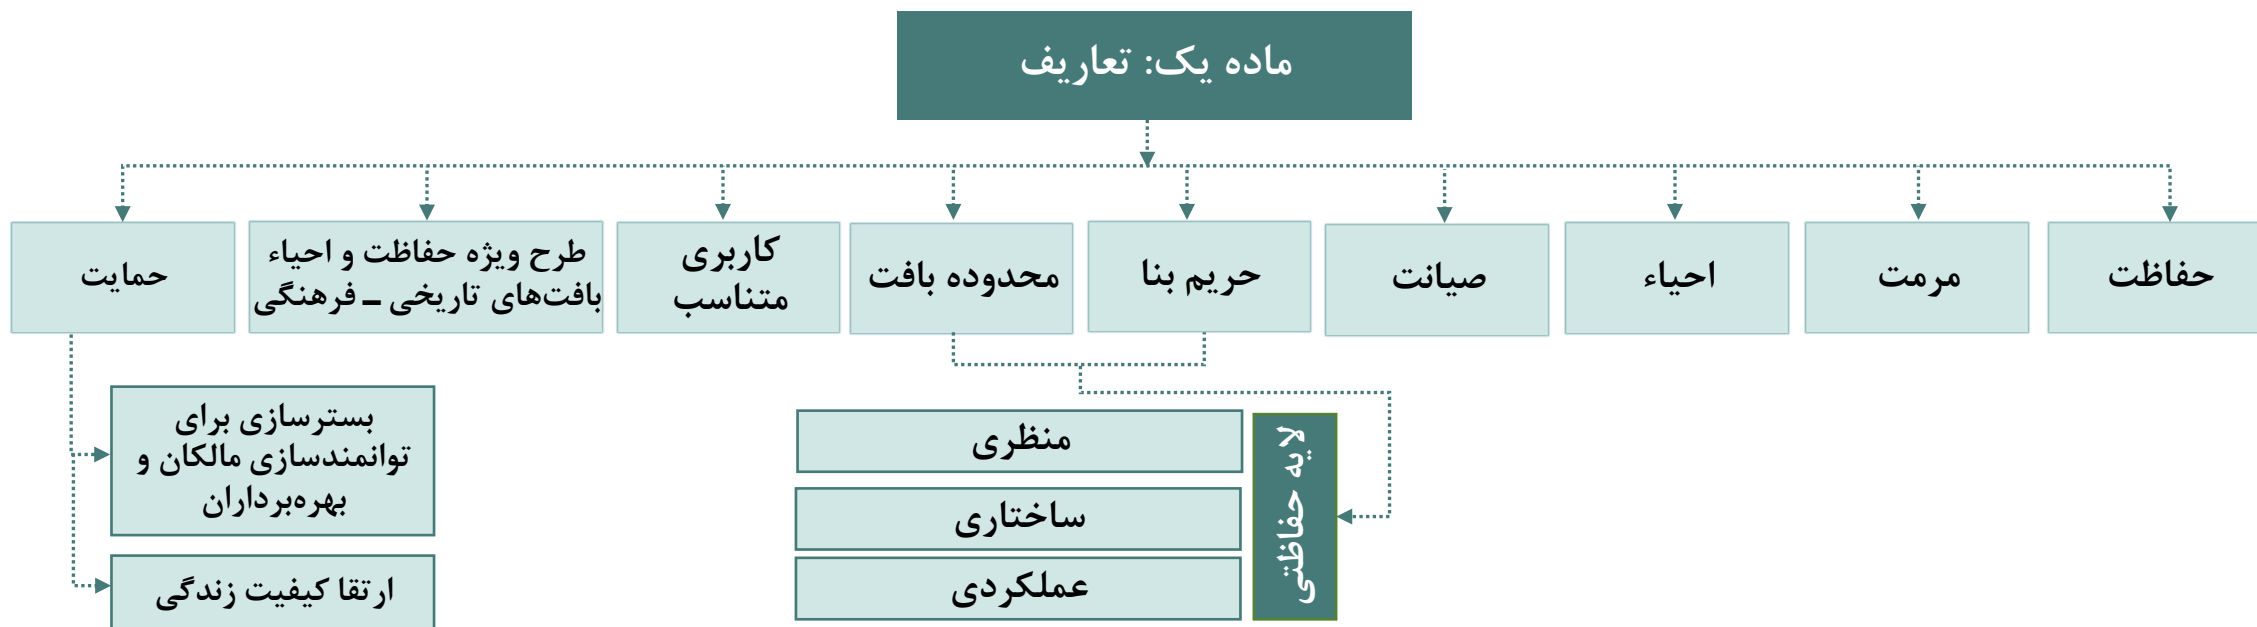 ماده یک: تعاریف
حفاظت
مرمت
احیاء
صیانت
حریم بنا
محدوده بافت
کاربری
متناسب
طرح ویژه حفاظت و احیاء
بافت‌های تاریخی ـ فرهنگی
حمایت
لایه حفاظتی
منظری
ساختاری
عملکردی
بسترسازی برای
توانمندسازی مالکان و
بهره‌برداران
ارتقا کیفیت زندگی